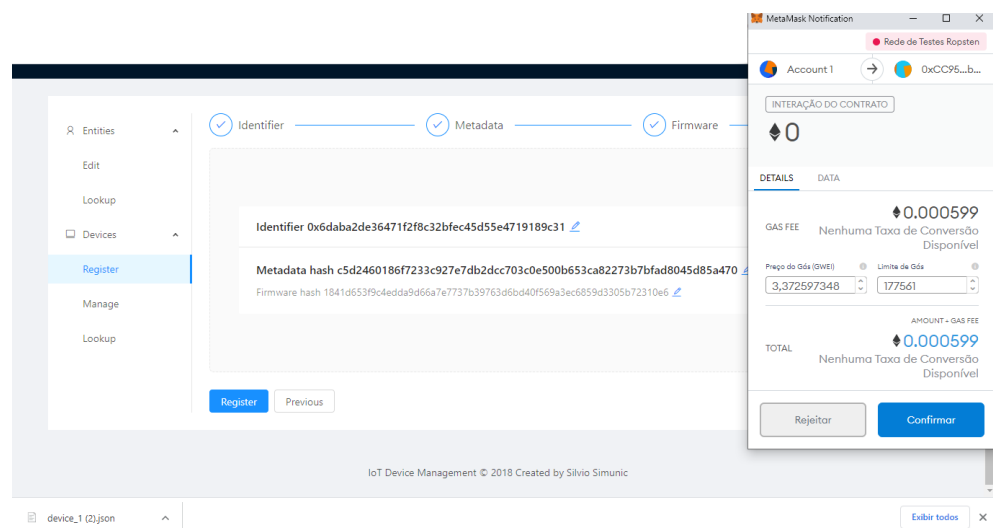 MetaMask Notification
Rede de Testes Ropsten
Account 1
0xCC95...b...
INTERAÇÃO DO CONTRATO
0
DETAILS DATA
GAS FEE
0.000599
Nenhuma Taxa de Conversão
Disponível
Preço do Gás (GWEI) Limite de Gás
3,372597348 177561
AMOUNT + GAS FEE
TOTAL
0.000599
Nenhuma Taxa de Conversão
Disponível
Rejeitar Confirmar
Entities
Edit
Lookup
Devices
Register
Manage
Lookup
Identifier Metadata Firmware
Identifier 0x6daba2de36471f2f8c32bfec45d55e4719189c31
Metadata hash c5d2460186f7233c927e7db2dcc703c0e500b653ca82273b7bfad8045d85a470
Firmware hash 1841d653f9c4edda9d66a7e7737b39763d6bd40f569a3ec6859d3305b72310e6
Register Previous
IoT Device Management © 2018 Created by Silvio Simunic
device_1 (2).json
Exibir todos